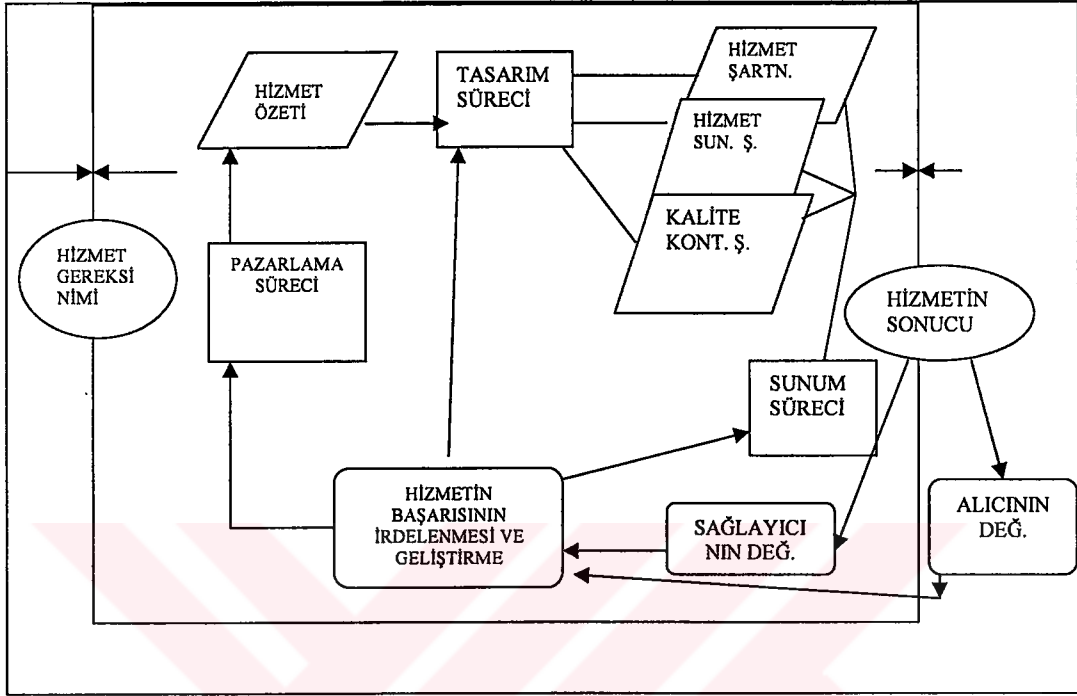 HİZMET
ÖZETİ
TASARIM
SÜRECİ
HİZMET
ŞARTN.
HİZMET
SUN. Ş.
KALİTE
KONT. Ş.
HİZMET
GEREKSİ
NİMİ
PAZARLAMA
SÜRECİ
HİZMETİN
SONUCU
SUNUM
SÜRECİ
HİZMETİN
BAŞARISININ
İRDELENMESİ VE
GELİŞTİRME
SAĞLAYICI
NIN DEĞ.
ALICININ
DEĞ.